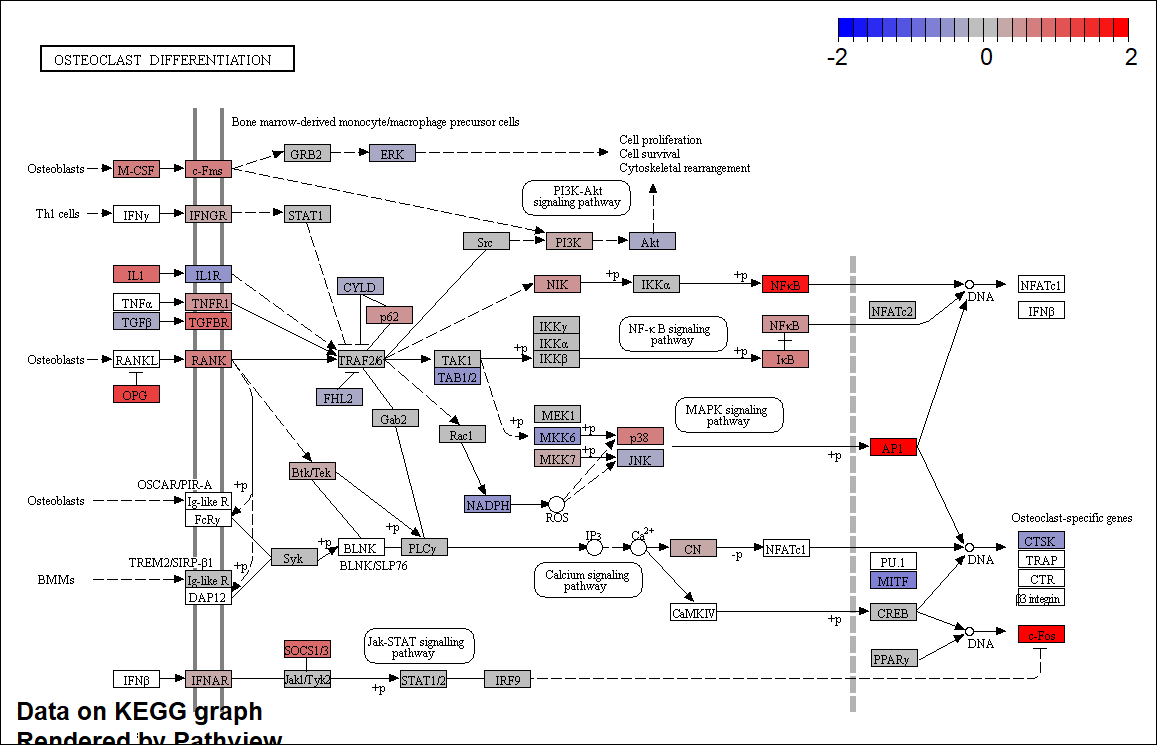 -2 0 2
OSTEOCLAST DIFFERENTIATION
Bone marrow-derived monocyte/macrophage precursor cells
Cell proliferation
Cell survival
Cytoskeletal rearrangement
GRB2 ERK
Osteoblasts M-CSF c-Fms
PI3K-Akt
signaling pathway
Th1 cells IFNγ IFNGR STAT1
Src PI3K Akt
IL1 IL1R
CYLD
NIK +p IKKα +p NFκB
NFATc1
DNA
TNFα TNFR1
p62
NFATc2
IFNβ
TGFβ TGFBR
IKKγ
NFκB
NF-κ B signaling
pathway
IKKα
Osteoblasts RANKL RANK
TRAF2/6 TAK1 +p IKKβ +p IκB
TAB1/2
OPG
FHL2
Gab2
MEK1
MAPK signaling
pathway
+p
Rac1
MKK6 +p p38
AP1
+p
MKK7 +p JNK
Btk/Tek
OSCAR/PIR-A +p
Osteoblasts Ig-like R
NADPH
ROS
FcRγ
Osteoclast-specific genes
+p
IP3 Ca2+
CTSK
+p
BLNK PLCγ
CN -p NFATc1
DNA
Syk
TREM2/SIRP-β1 +p
BLNK/SLP76
PU.1
TRAP
BMMs Ig-like R
Calcium signaling
pathway
MITF
CTR
DAP12
β3 integrin
CaMKIV +p CREB
c-Fos
DNA
SOCS1/3
Jak-STAT signalling
pathway
PPARγ
IFNβ IFNAR Jak1/Tyk2 +p STAT1/2 IRF9
Data on KEGG graph
Rendered by Pathview